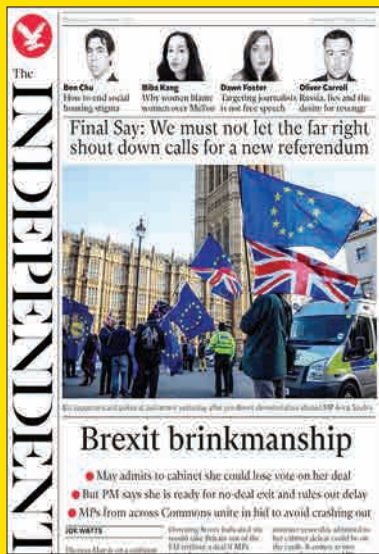 The
INDEPENDENT
Ben Chu
How to end social
housing stigma
Biba Kang
Why women blame
women over MeToo
Dawn Foster
Targeting journalists
is not free speech
Oliver Carroll
Russia, lies and the
desire for revenge
Final Say: We must not let the far right
shout down calls for a new referendum
Brexit brinkmanship
● May admits to cabinet she could lose vote on her deal
● But PM says she is ready for no-deal exit and rules out delay
● MPs from across Commons unite in bid to avoid crashing out
JOE WATTS